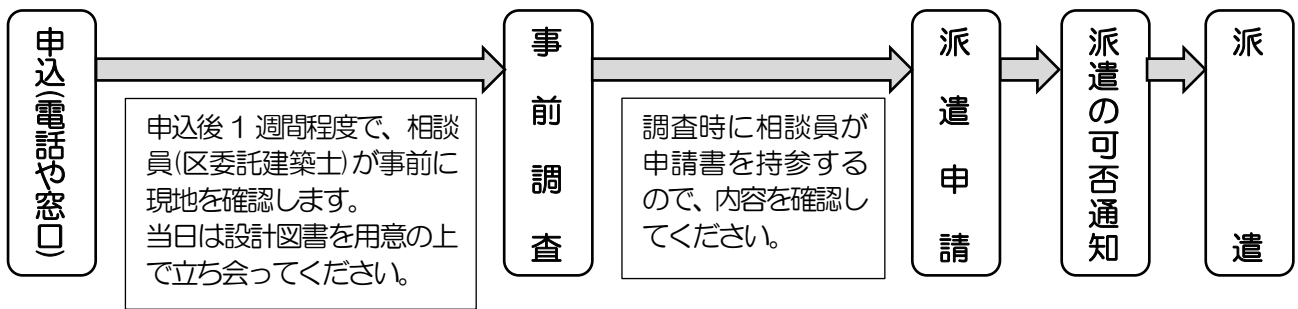 申込(電話や窓口)
申込後 1 週間程度で、相談
員(区委託建築士)が事前に
現地を確認します。
当日は設計図書を用意の上
で立ち会ってください。
事前調査
調査時に相談員が
申請書を持参する
ので、内容を確認し
てください。
派遣申請
派遣の可否通知
派遣